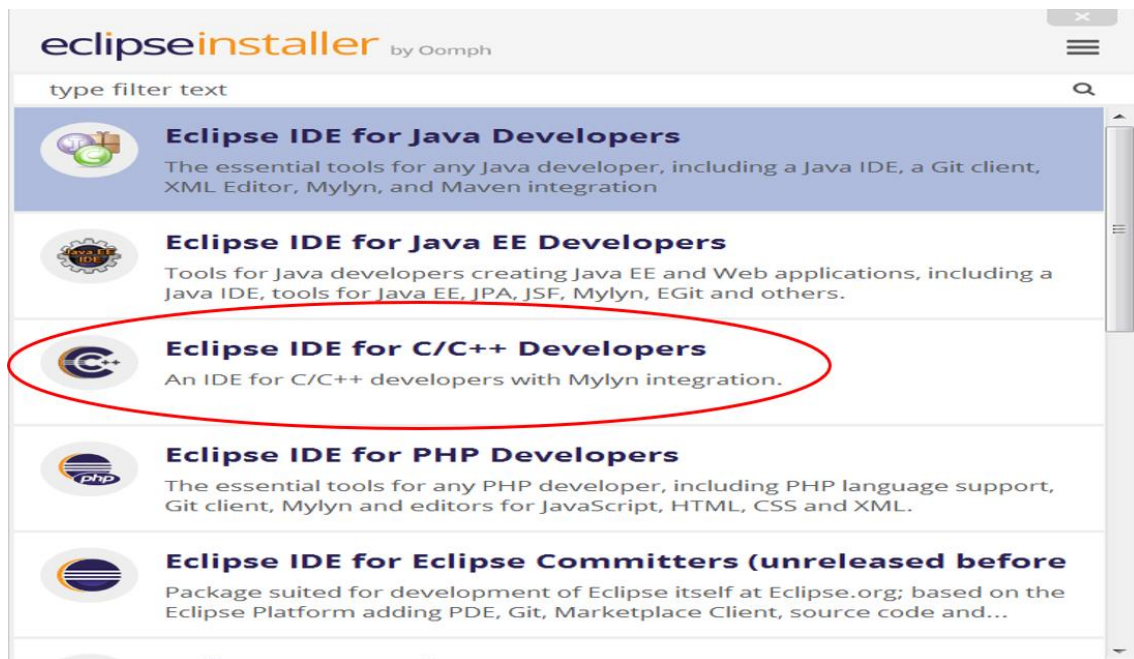 eclipseinstaller by Oomph
type filter text
Eclipse IDE for Java Developers
The essential tools for any Java developer, including a Java IDE, a Git client,
XML Editor, Mylyn, and Maven integration
Java EE
IDE
Eclipse IDE for Java EE Developers
Tools for Java developers creating Java EE and Web applications, including a
Java IDE, tools for Java EE, JPA, JSF, Mylyn, EGit and others.
C++
Eclipse IDE for C/C++ Developers
An IDE for C/C++ developers with Mylyn integration.
php
Eclipse IDE for PHP Developers
The essential tools for any PHP developer, including PHP language support,
Git client, Mylyn and editors for JavaScript, HTML, CSS and XML.
Eclipse IDE for Eclipse Committers (unreleased before
Package suited for development of Eclipse itself at Eclipse.org; based on the
Eclipse Platform adding PDE, Git, Marketplace Client, source code and...